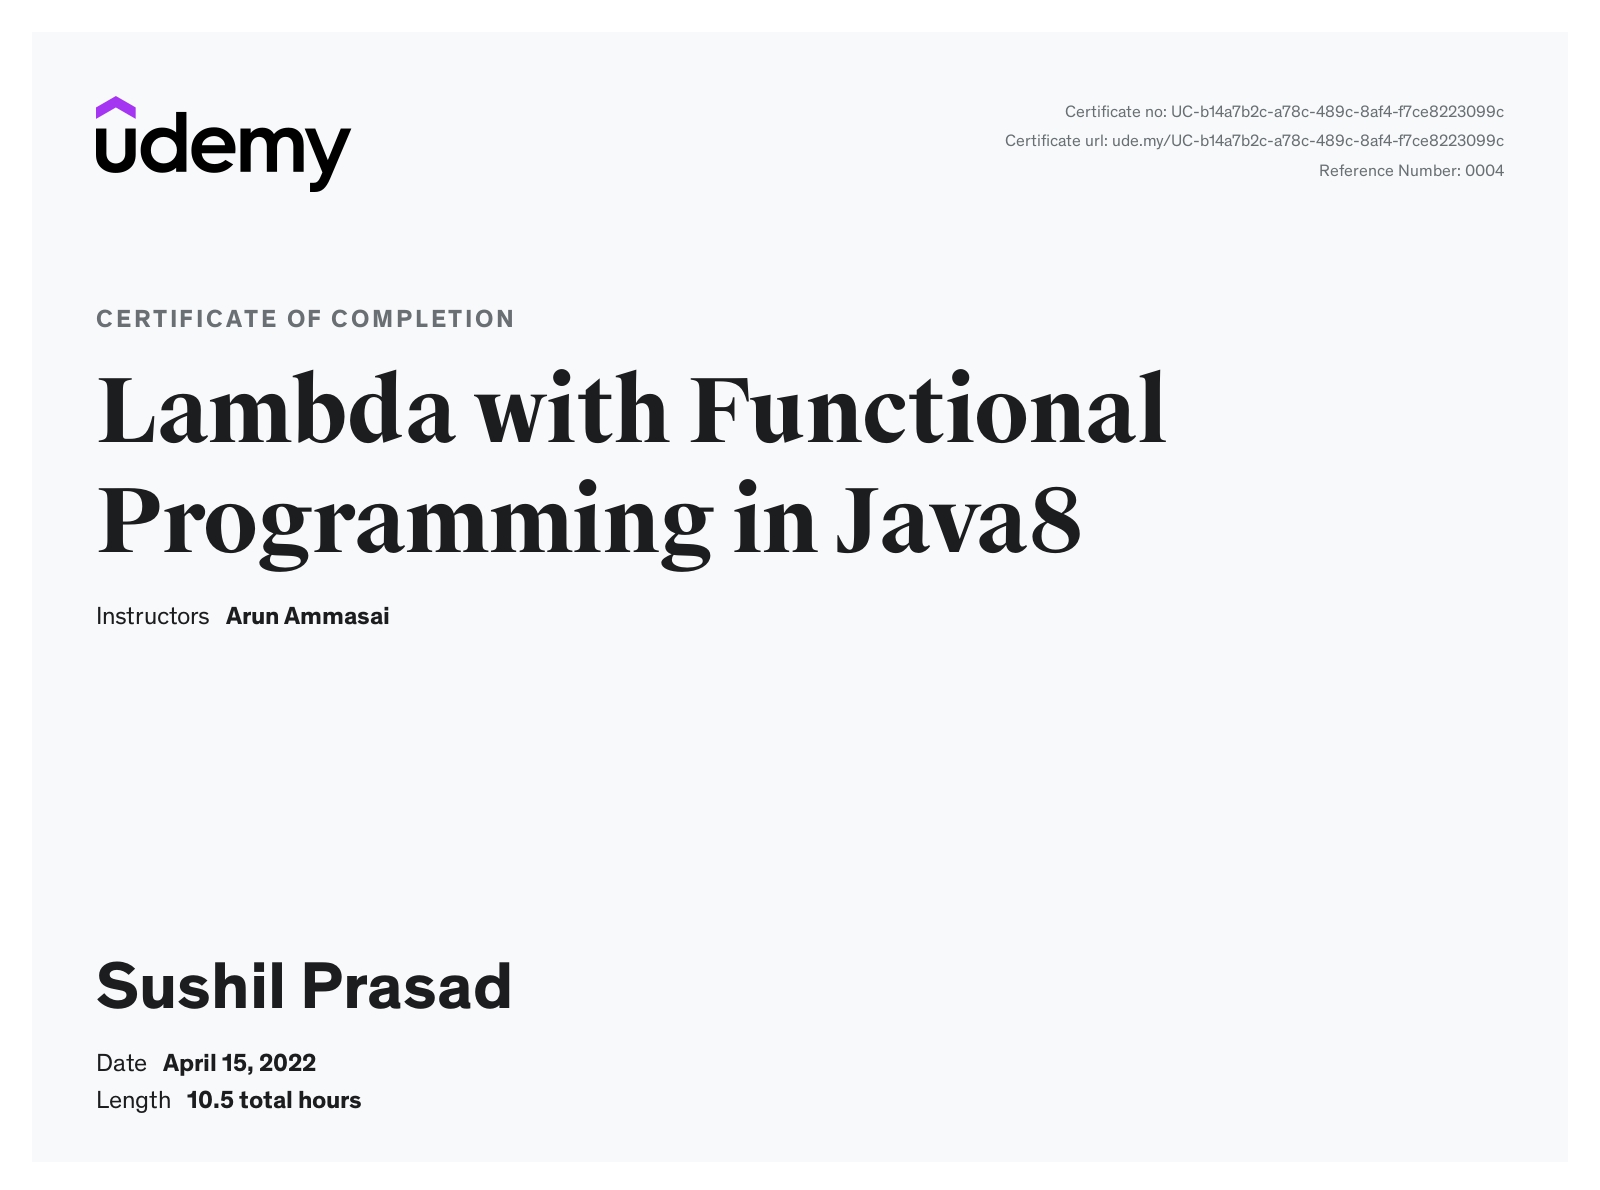 udemy
Certificate no: UC-b14a7b2c-a78c-489c-8af4-f7ce8223099c
Certificate url: ude.my/UC-b14a7b2c-a78c-489c-8af4-f7ce8223099c
Reference Number: 0004
CERTIFICATE OF COMPLETION
Lambda with Functional
Programming in Java8
Instructors Arun Ammasai
Sushil Prasad
Date April 15, 2022
Length 10.5 total hours